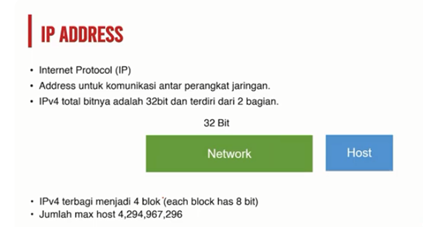 IP ADDRESS
• Internet Protocol (IP)
• Address untuk komunikasi antar perangkat jaringan.
• IPv4 total bitnya adalah 32bit dan terdiri dari 2 bagian.
32 Bit
Network Host
• IPv4 terbagi menjadi 4 blok (each block has 8 bit)
• Jumlah max host 4,294,967,296